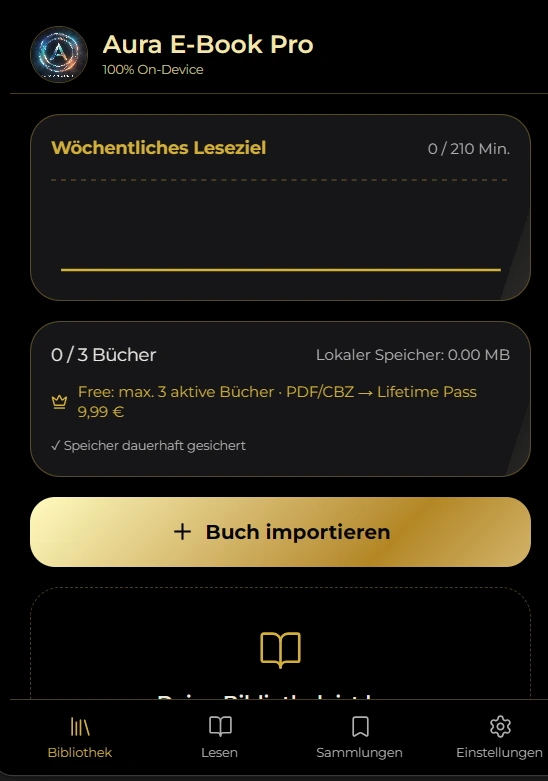 Aura E-Book Pro
100% On-Device
Wöchentliches Leseziel
0 / 210 Min.
0 / 3 Bücher
Lokaler Speicher: 0.00 MB
Free: max. 3 aktive Bücher · PDF/CBZ → Lifetime Pass
9,99 €
✓ Speicher dauerhaft gesichert
+ Buch importieren
Bibliothek
Lesen
Sammlungen
Einstellungen